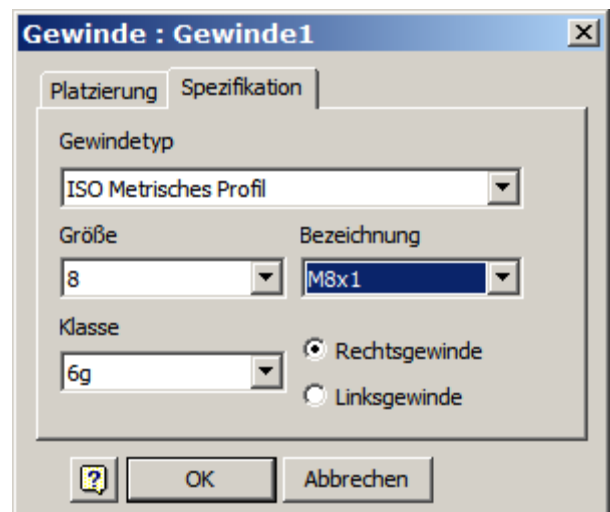 Gewinde : Gewinde1
Platzierung Spezifikation
Gewindetyp
ISO Metrisches Profil
Größe Bezeichnung
8 M8x1
Klasse
6g
Rechtsgewinde
Linksgewinde
? OK Abbrechen